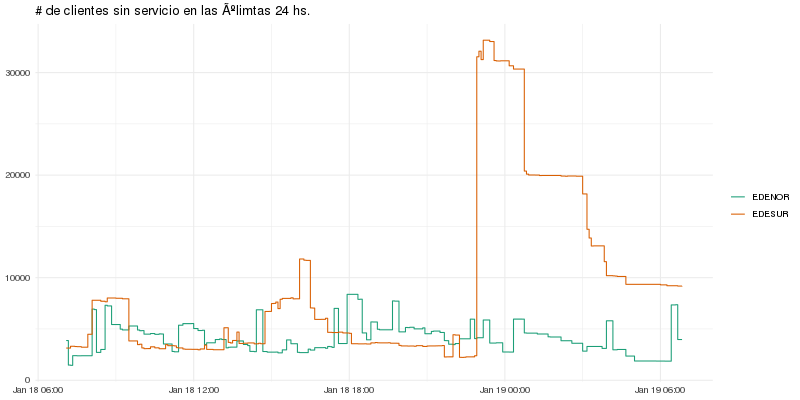 # de clientes sin servicio en las Ãºlimtas 24 hs.
30000
20000
10000
0
Jan 18 06:00
Jan 18 12:00
Jan 18 18:00
Jan 19 00:00
Jan 19 06:00
EDENOR
EDESUR